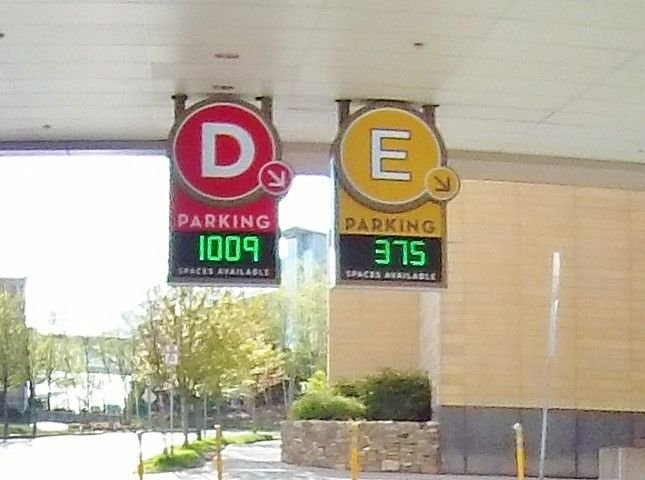 D
PARKING
1009
SPACES AVAILABLE
E
PARKING
375
SPACES AVAILABLE